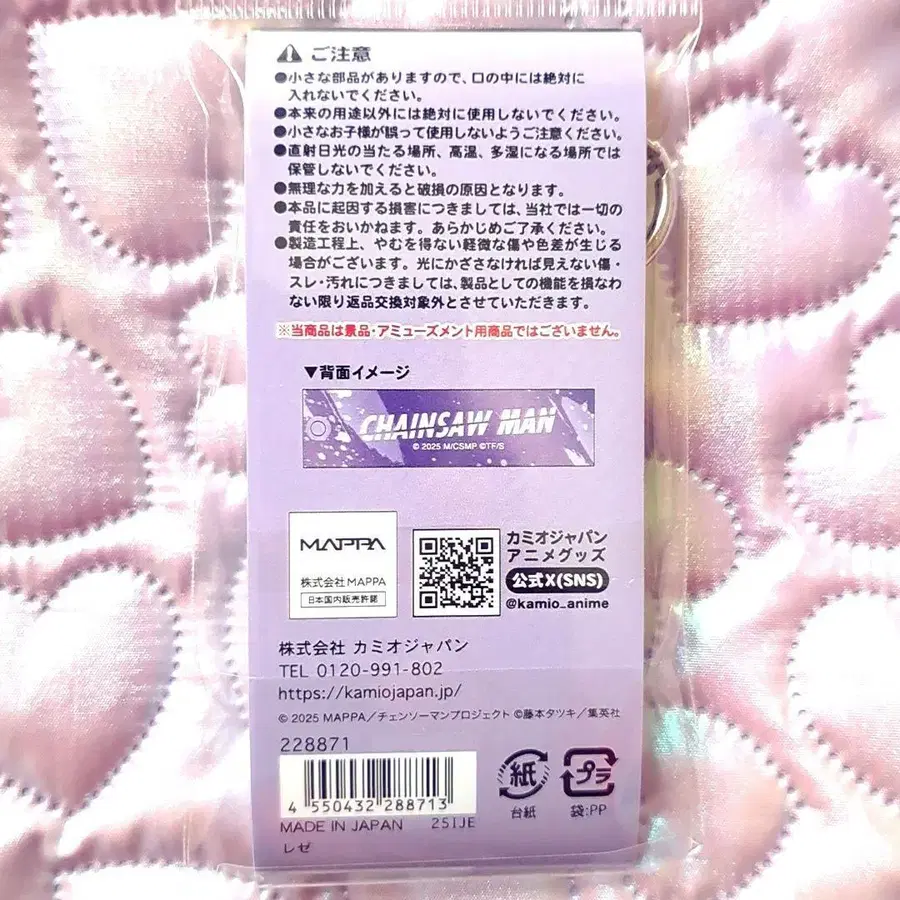 ご注意
●小さな部品がありますので、口の中には絶対に
入れないでください。
●本来の用途以外には絶対に使用しないでください。
●小さなお子様が誤って使用しないようご注意ください。
●直射日光の当たる場所、高温、多湿になる場所では
保管しないでください。
●無理な力を加えると破損の原因となります。
●本品に起因する損害につきましては、当社では一切の
責任をおいかねます。あらかじめご了承ください。
●製造工程上、やむを得ない軽微な傷や色差が生じる
場合がございます。光にかざさなければ見えない傷・
スレ・汚れにつきましては、製品としての機能を損なわ
ない限り返品交換対象外とさせていただきます。
※当商品は景品・アミューズメント用商品ではございません。
▼背面イメージ
CHAINSAW MAN
© 2025 M/CSMP ©TF/S
MAPPA
株式会社MAPPA
日本国内販売許諾
カミオジャパン
アニメグッズ
公式X(SNS)
@kamio_anime
株式会社 カミオジャパン
TEL 0120-991-802
https://kamiojapan.jp/
© 2025 MAPPA/チェンソーマンプロジェクト ©藤本タツキ/集英社
228871
4 550432 288713
MADE IN JAPAN 251JE
レゼ
紙
台紙
プラ
袋:PP